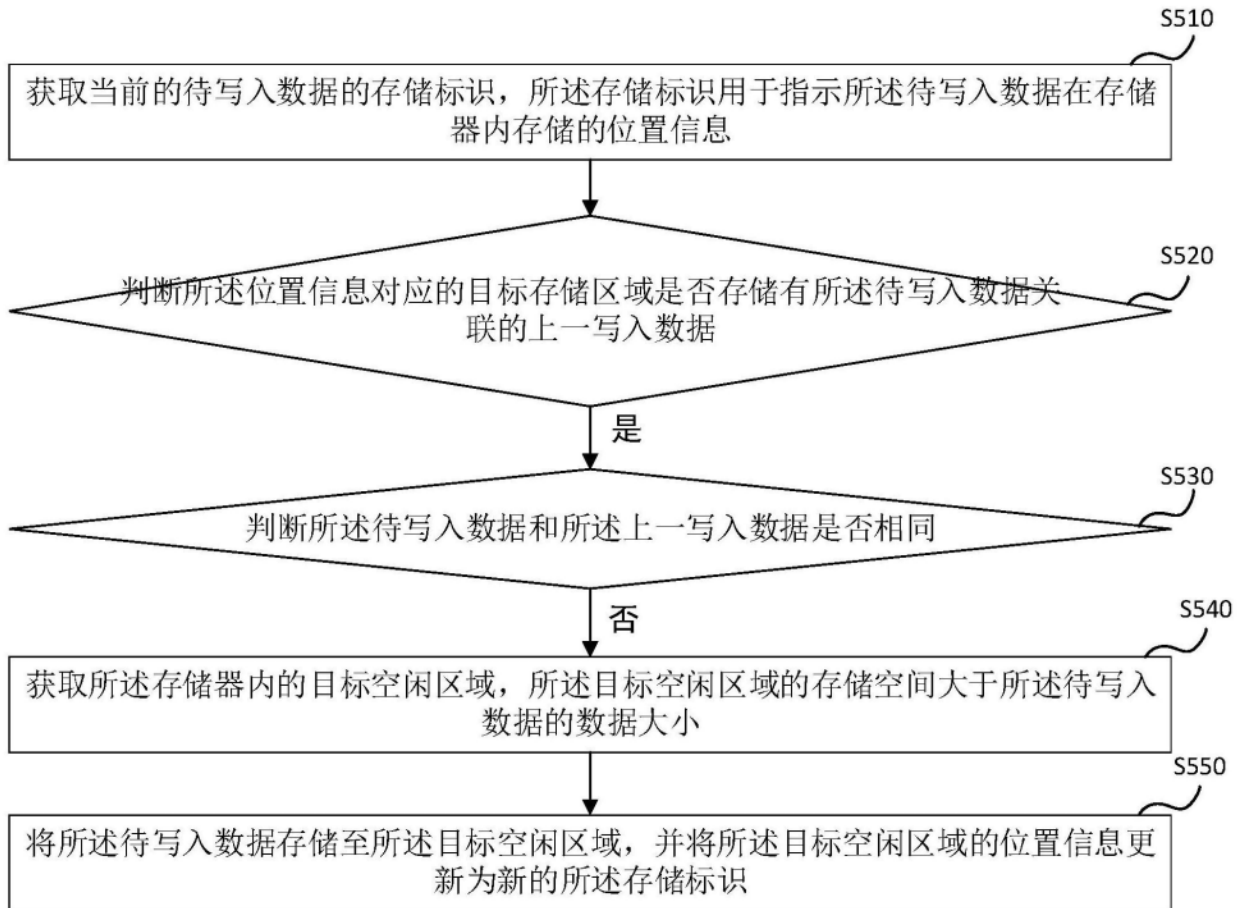 S510
获取当前的待写入数据的存储标识，所述存储标识用于指示所述待写入数据在存储
器内存储的位置信息
S520
判断所述位置信息对应的目标存储区域是否存储有所述待写入数据关
联的上一写入数据
是
S530
判断所述待写入数据和所述上一写入数据是否相同
否
S540
获取所述存储器内的目标空闲区域，所述目标空闲区域的存储空间大于所述待写入
数据的数据大小
S550
将所述待写入数据存储至所述目标空闲区域，并将所述目标空闲区域的位置信息更
新为新的所述存储标识